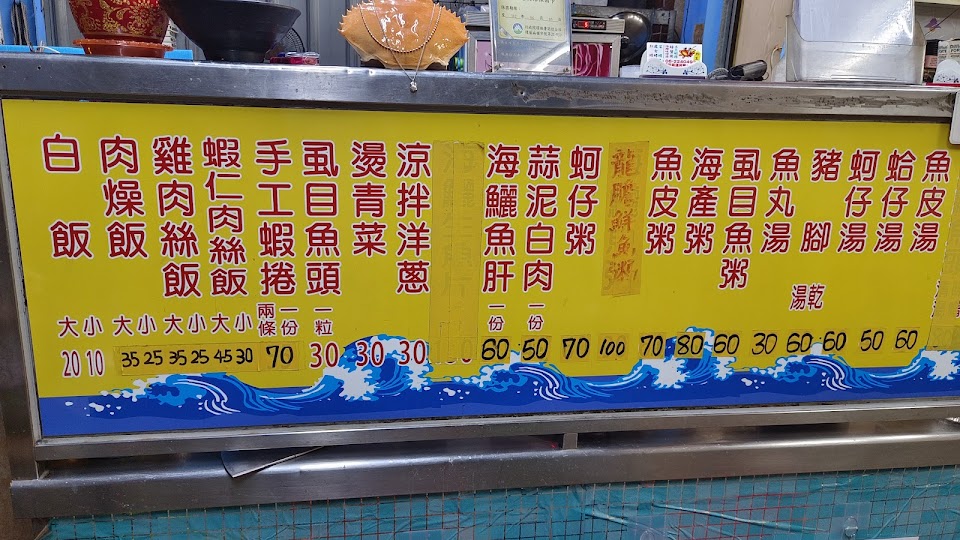 白飯
大 小
20 10
肉燥飯
大 小
35 25
雞肉絲飯
大 小
35 25
蝦仁肉絲飯
大 小
45 30
手工蝦捲
一份
兩條
70
虱目魚頭
一粒
30
燙青菜
30
涼拌洋蔥
30
海鱺魚肝
一份
60
蒜泥白肉
一份
50
蚵仔粥
70
龍膽鮮魚粥
100
魚皮粥
70
海產粥
80
虱目魚粥
60
魚丸湯
30
豬腳
湯乾
60
蚵仔湯
60
蛤仔湯
50
魚皮湯
60